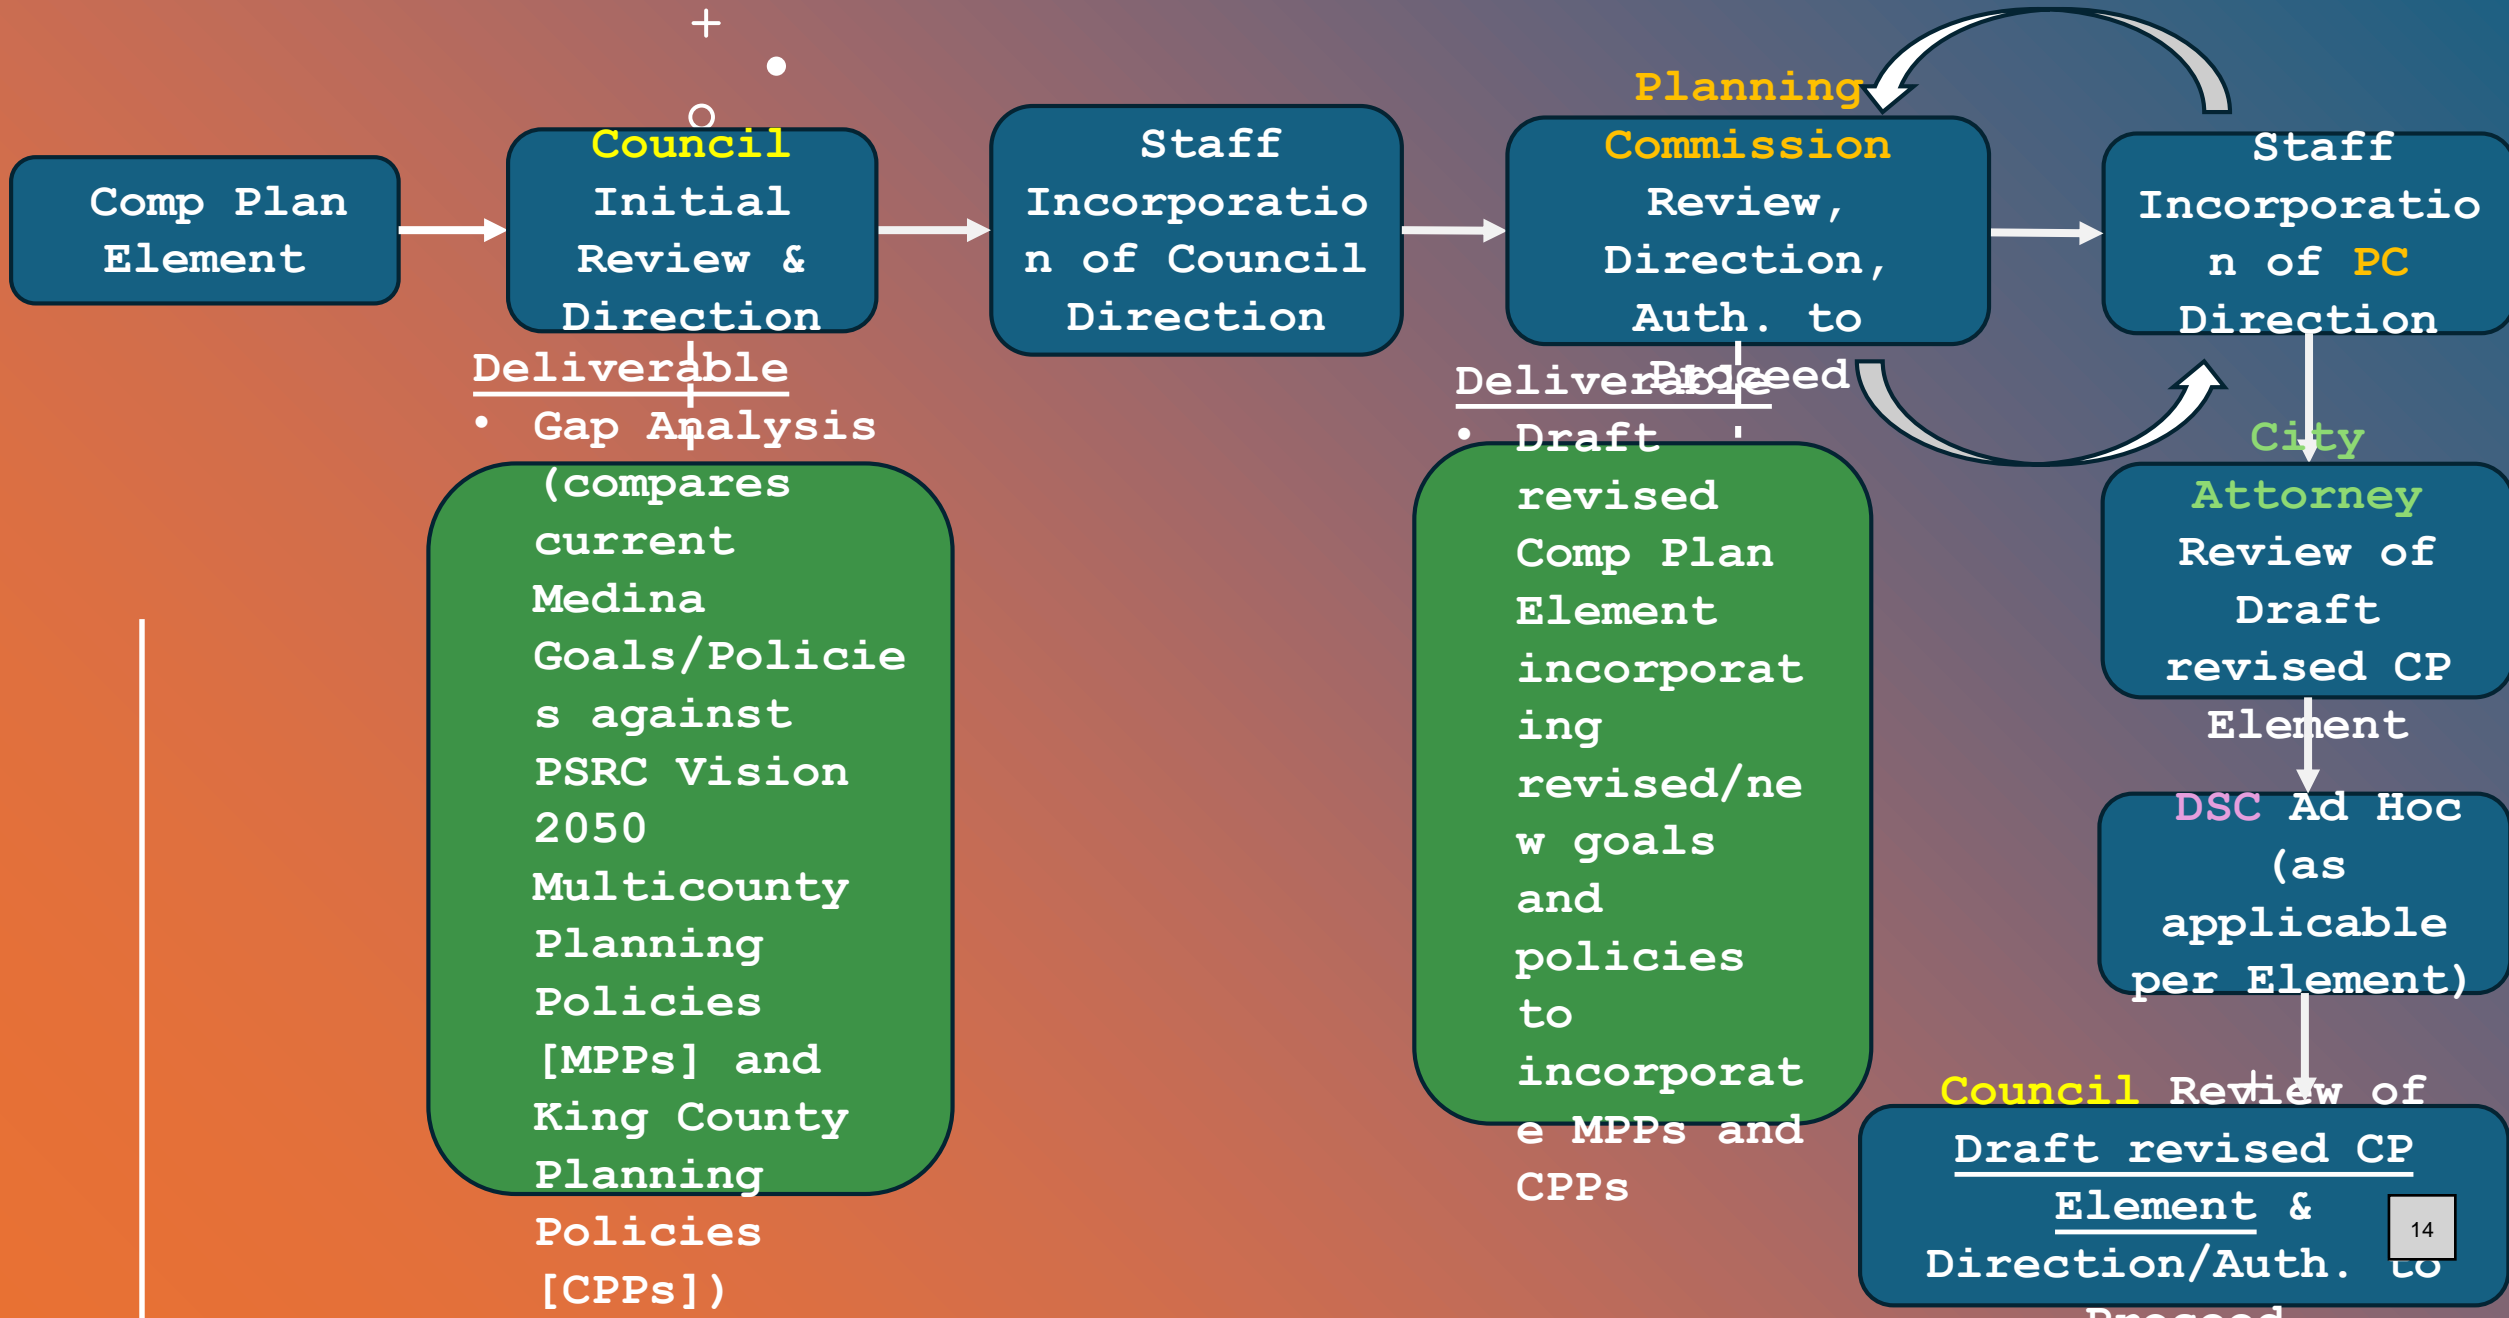 Comp Plan
Element
Council
Initial
Review &
Direction
Staff
Incorporatio
n of Council
Direction
Planning
Commission
Review,
Direction,
Auth. to
Proceed
Staff
Incorporatio
n of PC
Direction
Deliverable
• Gap Analysis
(compares
current
Medina
Goals/Policie
s against
PSRC Vision
2050
Multicounty
Planning
Policies
[MPPs] and
King County
Planning
Policies
[CPPs])
Deliverable
• Draft
revised
Comp Plan
Element
incorporat
ing
revised/ne
w goals
and
policies
to
incorporat
e MPPs and
CPPs
City
Attorney
Review of
Draft
revised CP
Element
DSC Ad Hoc
(as
applicable
per Element)
Council Review of
Draft revised CP
Element &
Direction/Auth. to
Proceed
14